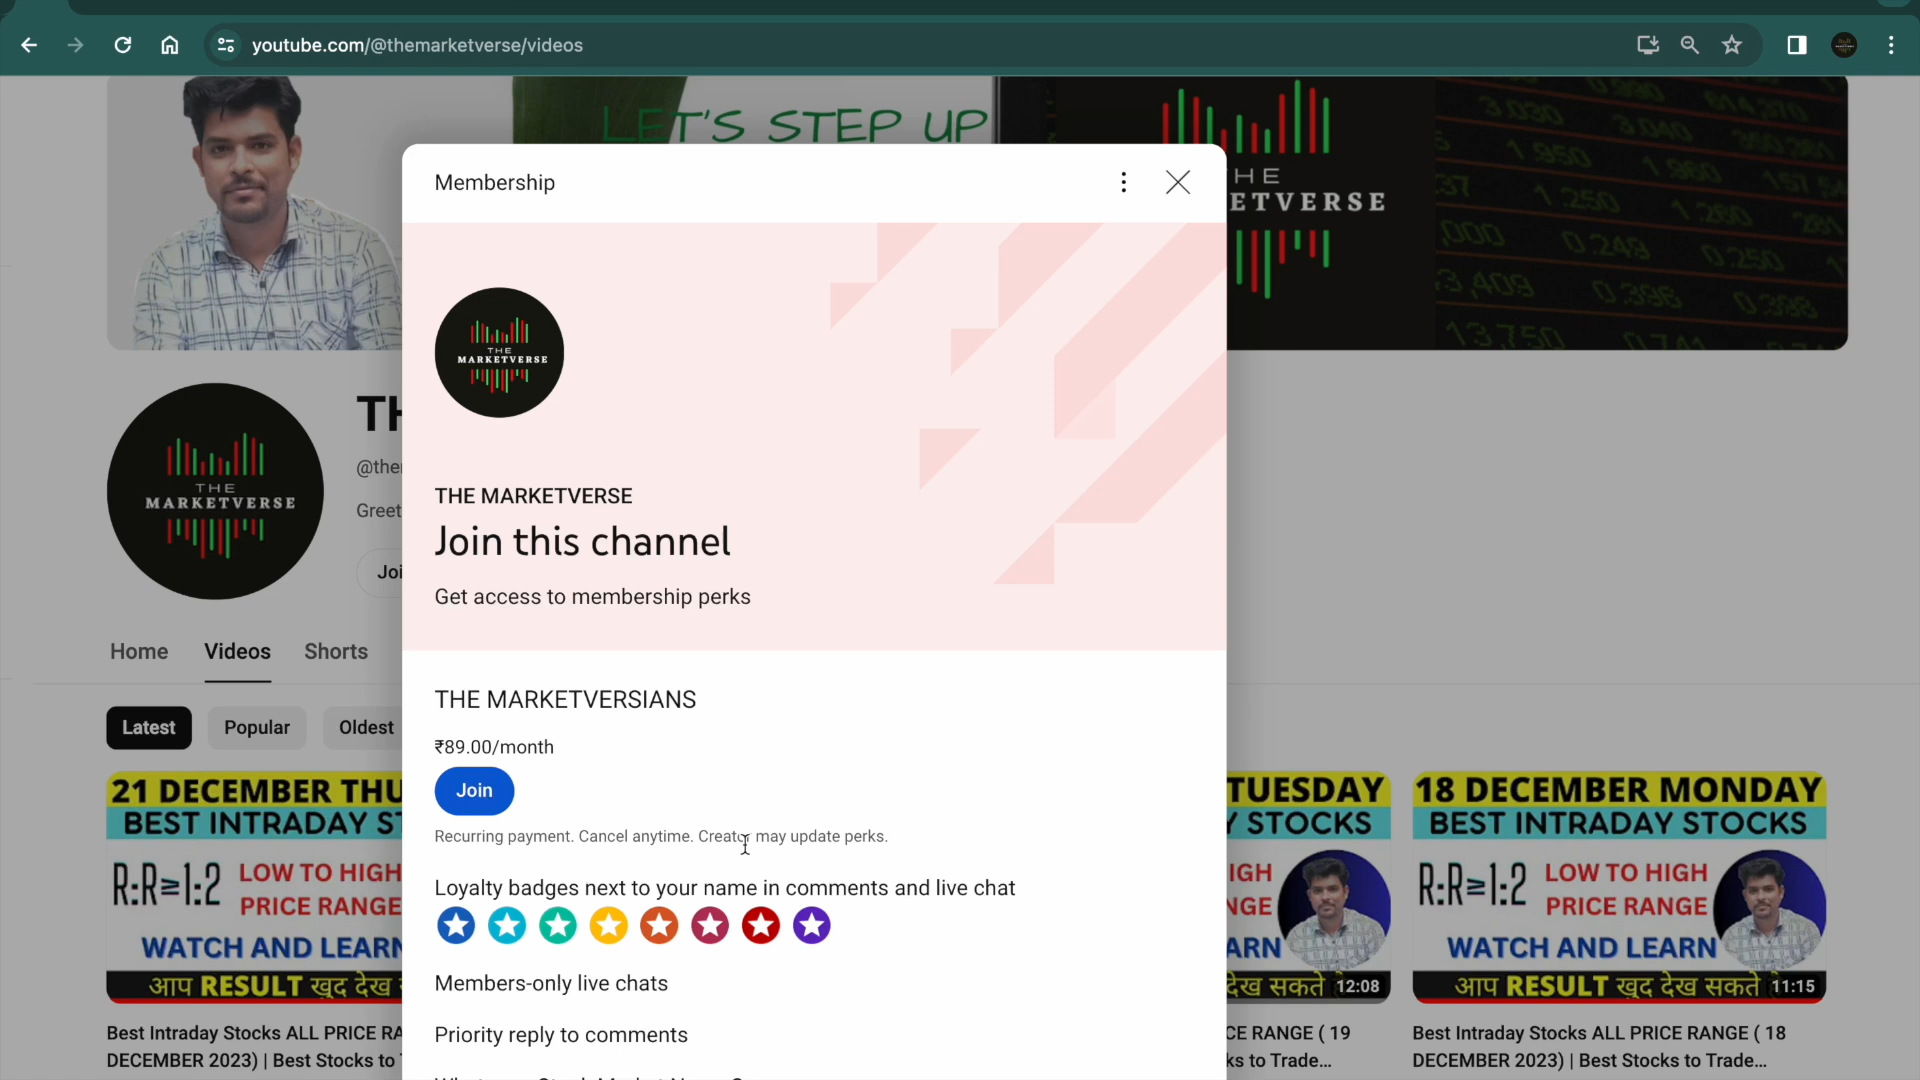 youtube.com/@themarketverse/videos
LET'S STEP UP
THE
ETVERSE
Membership
THE
MARKETVERSE
THE MARKETVERSE
Join this channel
Get access to membership perks
THE MARKETVERSIANS
₹89.00/month
Join
Recurring payment. Cancel anytime. Creator may update perks.
Loyalty badges next to your name in comments and live chat
Members-only live chats
Priority reply to comments
THE
MARKETVERSE
TH
@the
Greet
Joi
Home Videos Shorts
Latest Popular Oldest
21 DECEMBER THU
BEST INTRADAY ST
R:R≥1:2 LOW TO HIGH
PRICE RANGE
WATCH AND LEARN
आप RESULT खुद देख
Best Intraday Stocks ALL PRICE RA
DECEMBER 2023) | Best Stocks to
TUESDAY
Y STOCKS
IGH
NGE
ARN
देख सकते 12:08
CE RANGE ( 19
ks to Trade...
18 DECEMBER MONDAY
BEST INTRADAY STOCKS
R:R≥1:2 LOW TO HIGH
PRICE RANGE
WATCH AND LEARN
आप RESULT खुद देख सकते 11:15
Best Intraday Stocks ALL PRICE RANGE ( 18
DECEMBER 2023) | Best Stocks to Trade...